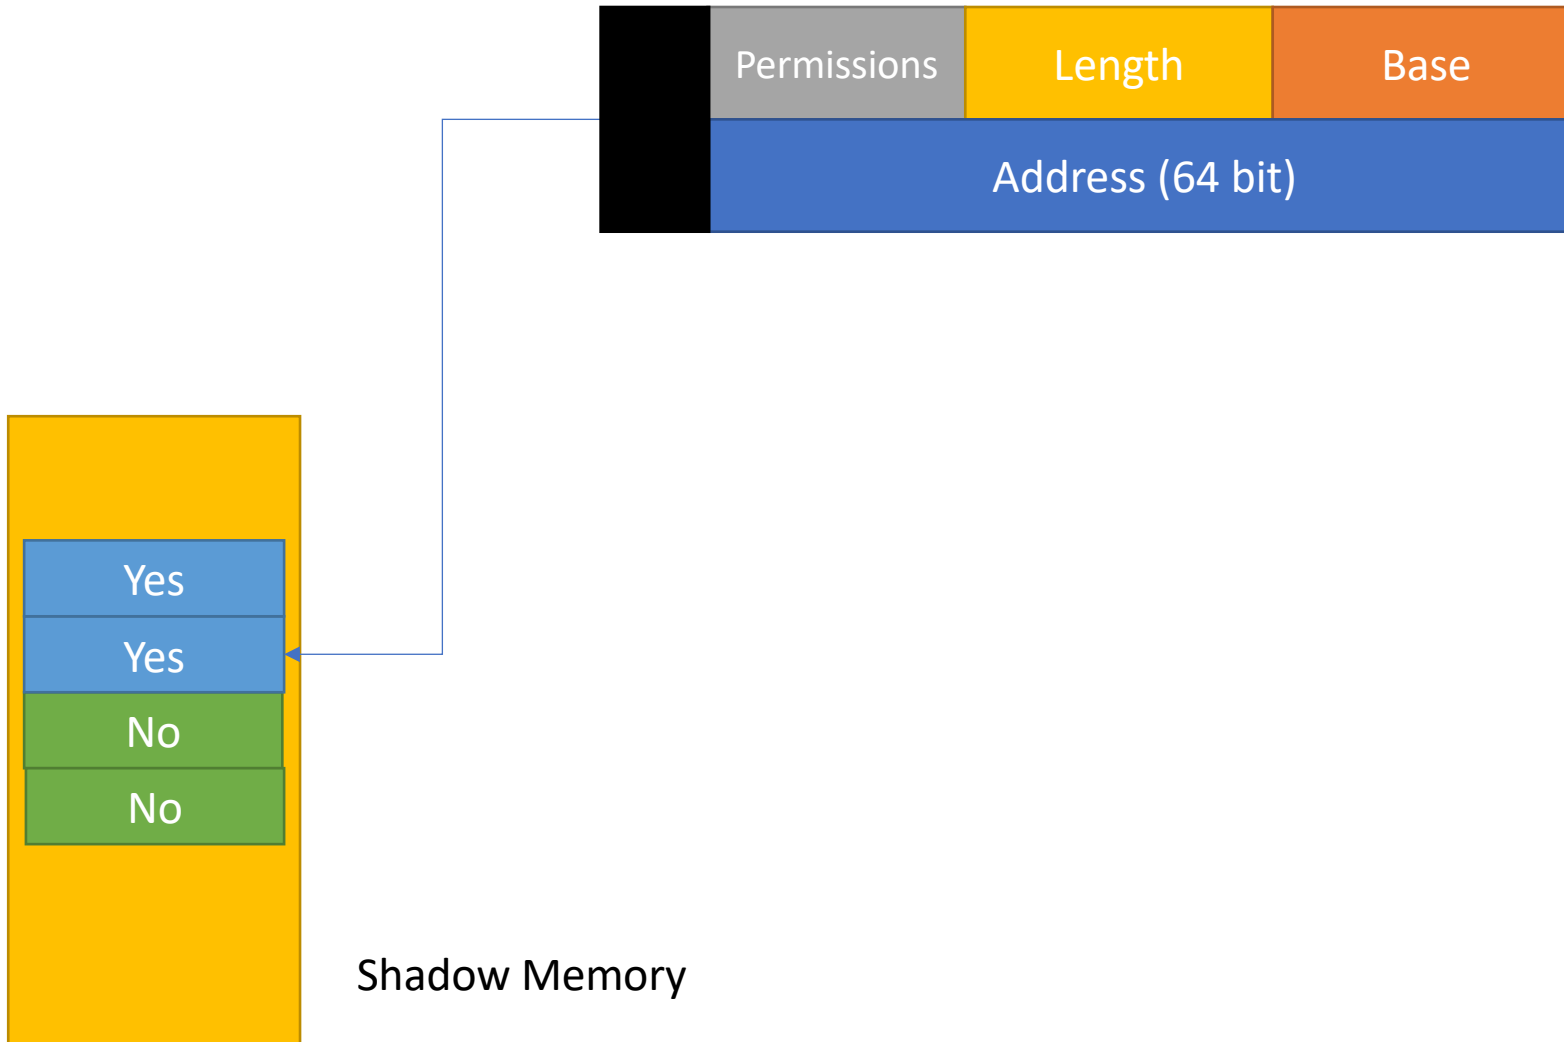 Permissions Length Base
Address (64 bit)
Yes
Yes
No
No
Shadow Memory